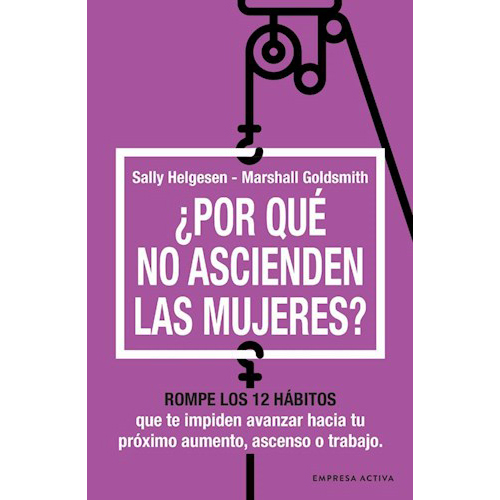 Sally Helgesen - Marshall Goldsmith
¿POR QUÉ
NO ASCIENDEN
LAS MUJERES?
ROMPE LOS 12 HÁBITOS
que te impiden avanzar hacia tu
próximo aumento, ascenso o trabajo.
EMPRESA ACTIVA